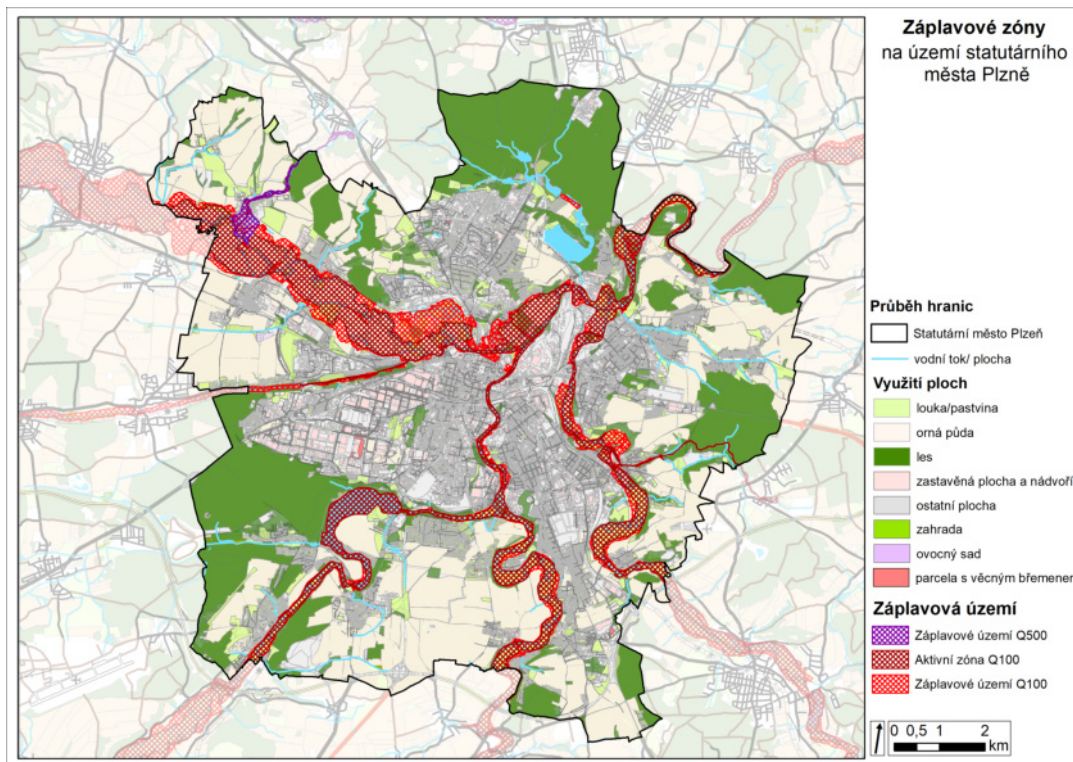 Záplavové zóny
na území statutárního
města Plzně
Průběh hranic
Statutární město Plzeň
vodní tok/ plocha
Využití ploch
louka/pastvina
orná půda
les
zastavěná plocha a nádvoří
ostatní plocha
zahrada
ovocný sad
parcela s věcným břemenem
Záplavová území
Záplavové území Q500
Aktivní zóna Q100
Záplavové území Q100
0 0,5 1 2
km